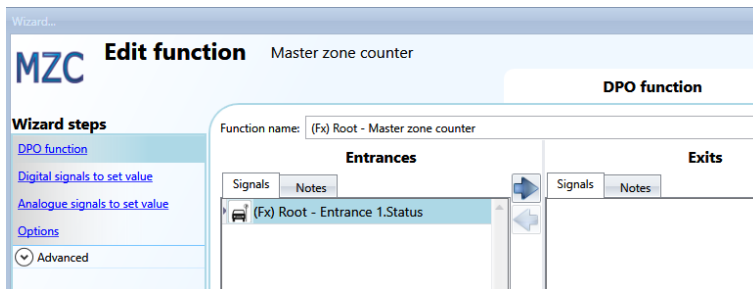 Wizard...
MZC
Edit function
Master zone counter
DPO function
Wizard steps
DPO function
Digital signals to set value
Analogue signals to set value
Options
Advanced
Function name: (Fx) Root - Master zone counter
Entrances
Signals Notes
(Fx) Root - Entrance 1.Status
Exits
Signals Notes